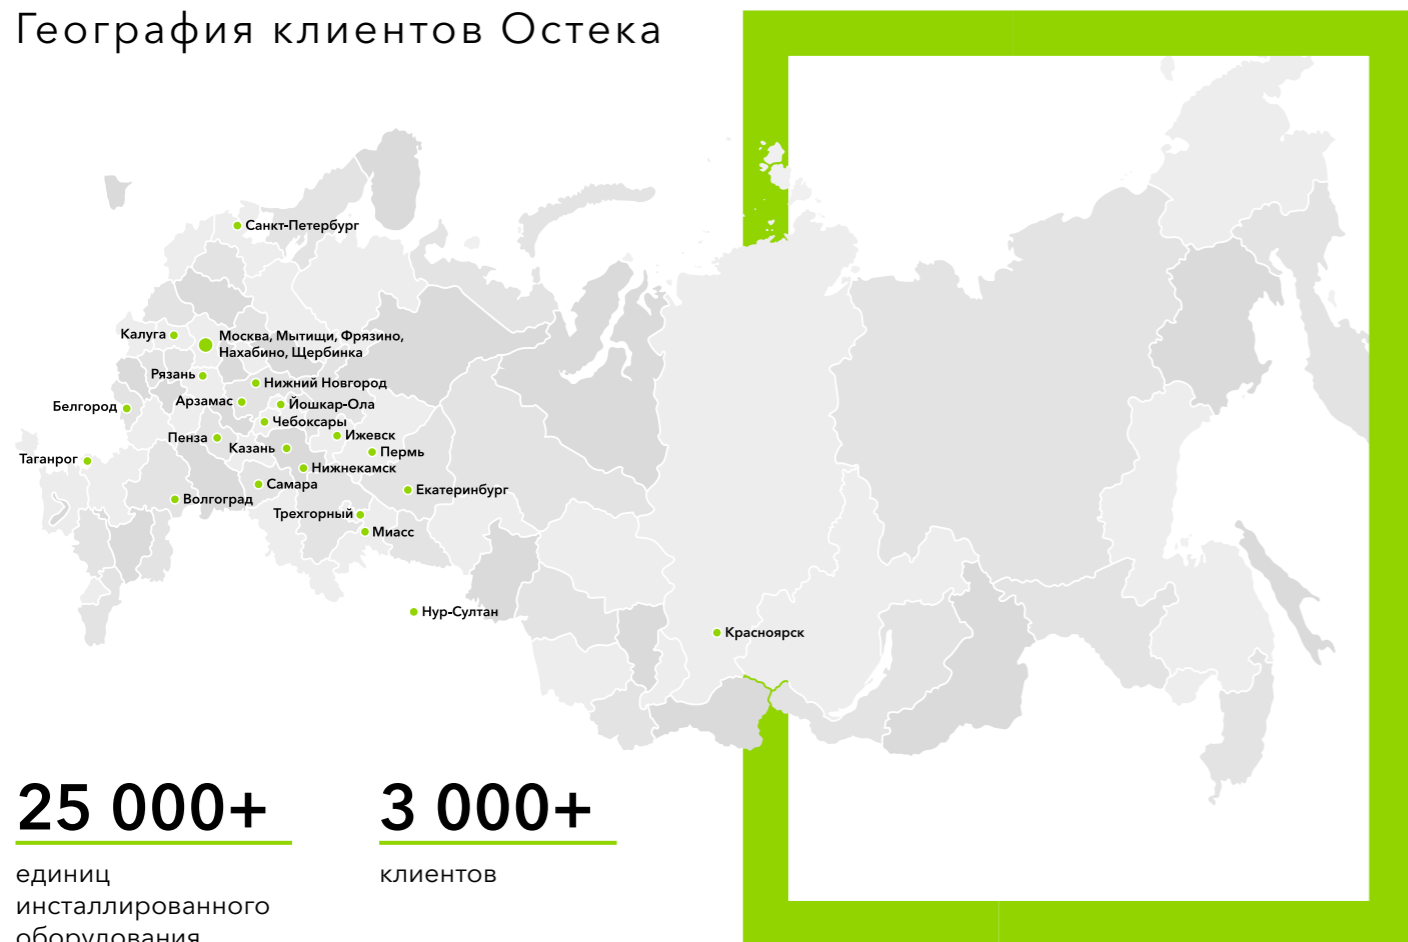 География клиентов Остека
Санкт-Петербург
Калуга
Москва, Мытищи, Фрязино,
Нахабино, Щербинка
Рязань
Нижний Новгород
Арзамас
Йошкар-Ола
Белгород
Чебоксары
Пенза
Ижевск
Казань
Пермь
Таганрог
Нижнекамск
Самара
Екатеринбург
Волгоград
Трехгорный
Миасс
Нур-Султан
Красноярск
25 000+
единиц
инсталлированного
оборудования
3 000+
клиентов